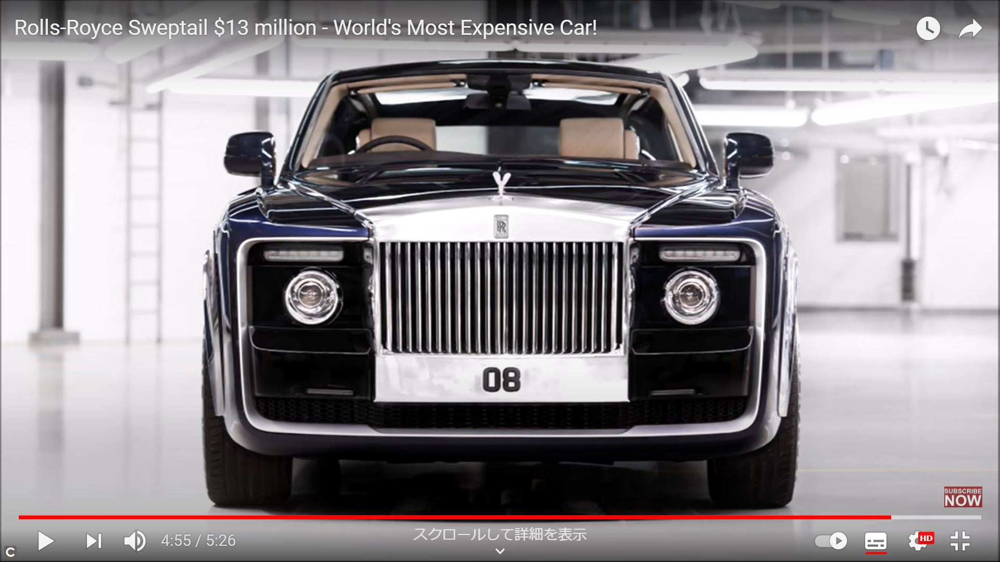 Rolls-Royce Sweptail $13 million - World's Most Expensive Car!
RR
08
SUBSCRIBE
NOW
4:55 / 5:26
スクロールして詳細を表示
HD
C